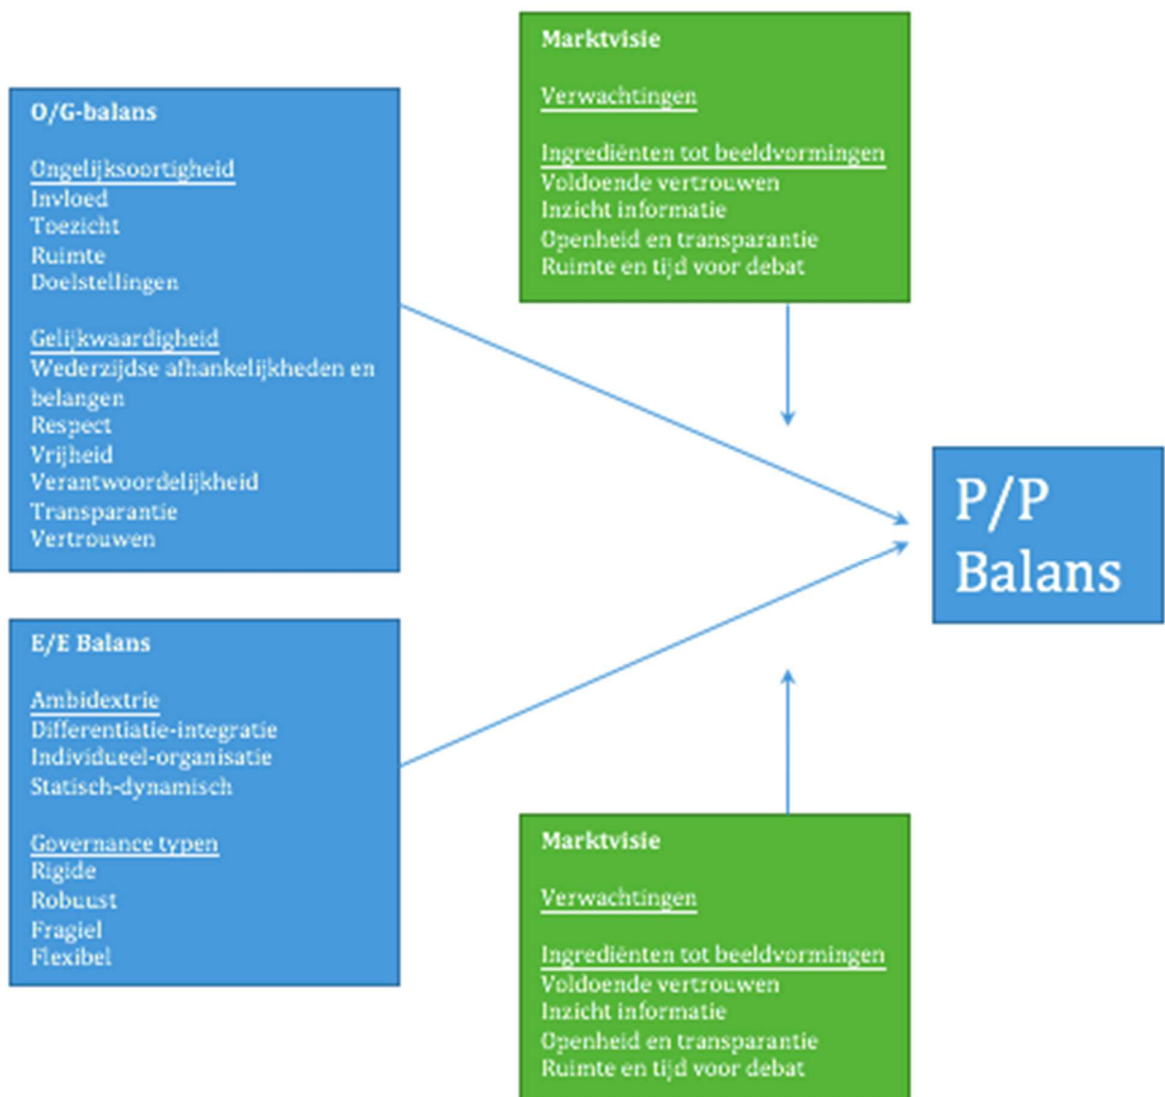 Marktvisie
Verwachtingen
Ingrediënten tot beeldvormingen
Voldoende vertrouwen
Inzicht informatie
Openheid en transparantie
Ruimte en tijd voor debat
O/G-balans
Ongelijksoortigheid
Invloed
Toezicht
Ruimte
Doelstellingen
Gelijkwaardigheid
Wederzijdse afhankelijkheden en
belangen
Respect
Vrijheid
Verantwoordelijkheid
Transparantie
Vertrouwen
P/P
Balans
E/E Balans
Ambidextrie
Differentiatie-integratie
Individueel-organisatie
Statisch-dynamisch
Governance typen
Rigide
Robuust
Fragiel
Flexibel
Marktvisie
Verwachtingen
Ingrediënten tot beeldvormingen
Voldoende vertrouwen
Inzicht informatie
Openheid en transparantie
Ruimte en tijd voor debat